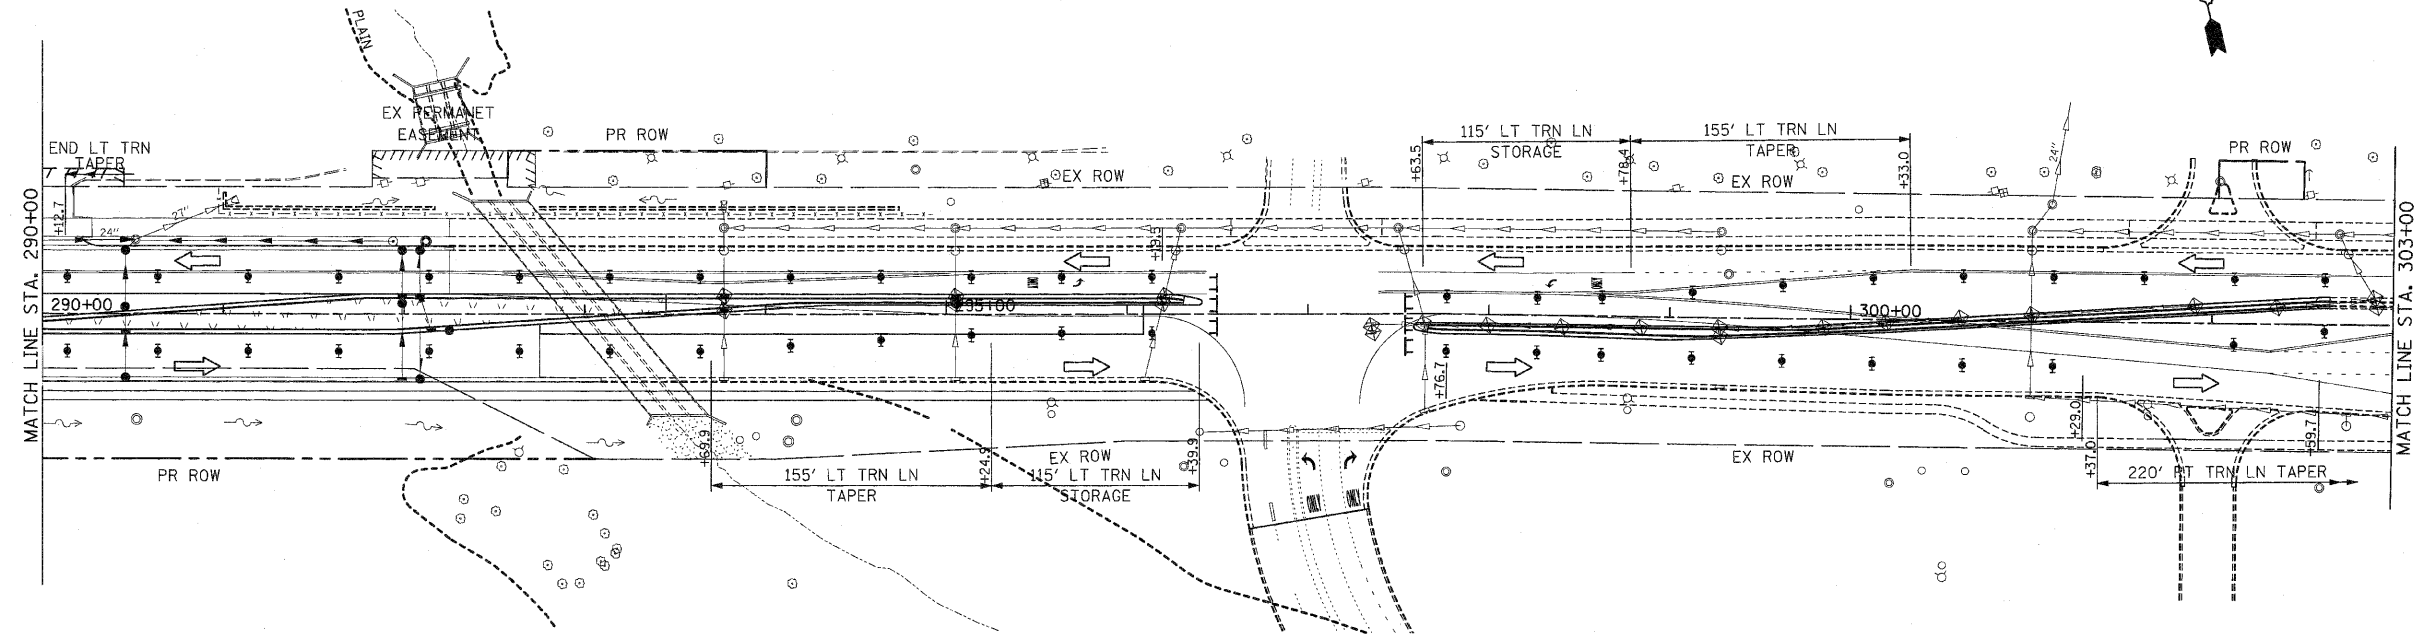 PLAIN
EX PERMANET
EASEMENT
PR ROW
END LT TRN
TAPER
115' LT TRN LN
STORAGE
155' LT TRN LN
TAPER
PR ROW
EX ROW
EX ROW
+12.7
27"
24"
+63.5
+78.4
+33.0
24"
+29.5
MATCH LINE STA. 290+00
290+00
295+00
300+00
MATCH LINE STA. 303+00
+76.7
+69.9
+24.9
+39.9
+29.0
+37.0
+59.7
PR ROW
EX ROW
EX ROW
155' LT TRN LN
TAPER
115' LT TRN LN
STORAGE
220' RT TRN LN TAPER